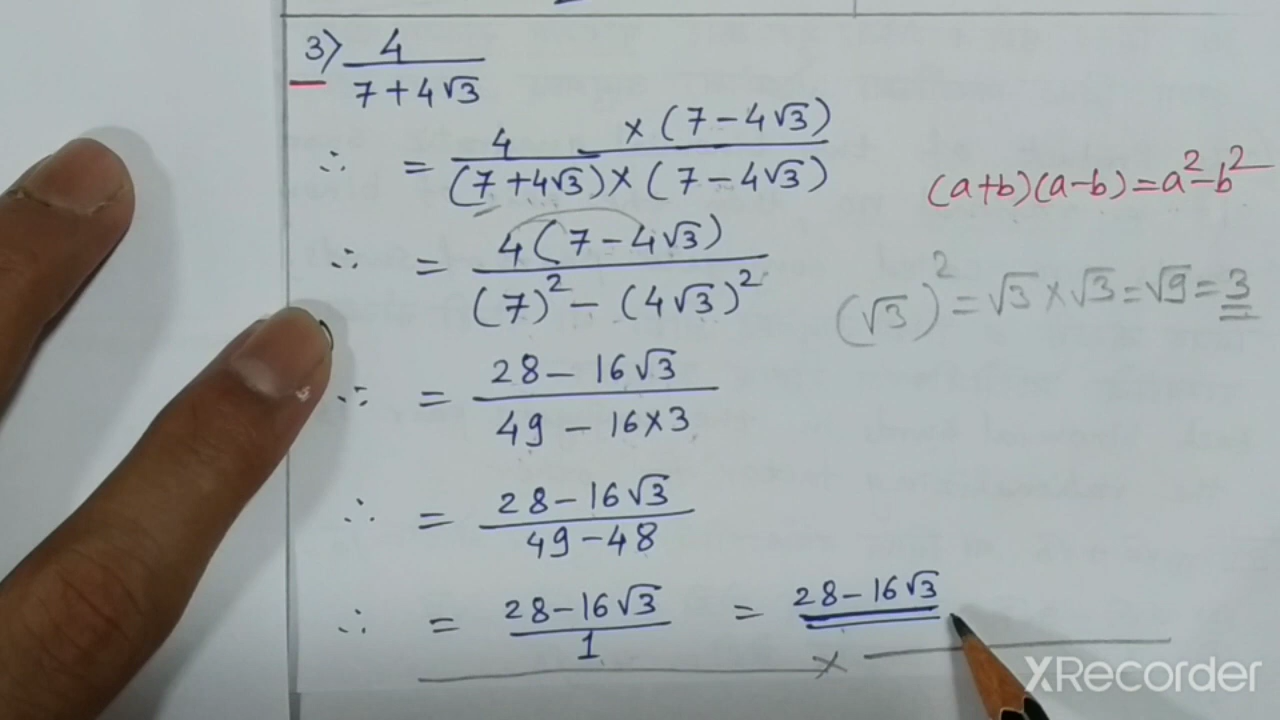 3) 4/(7+4√3)
∴ = 4 × (7-4√3)/(7+4√3)×(7-4√3)
(a+b)(a-b)=a²-b²
∴ = 4(7-4√3)/(7)²-(4√3)²
(√3)²=√3×√3=√9=3
∴ = 28-16√3/49-16×3
∴ = 28-16√3/49-48
∴ = 28-16√3/1 = 28-16√3
×
XRecorder